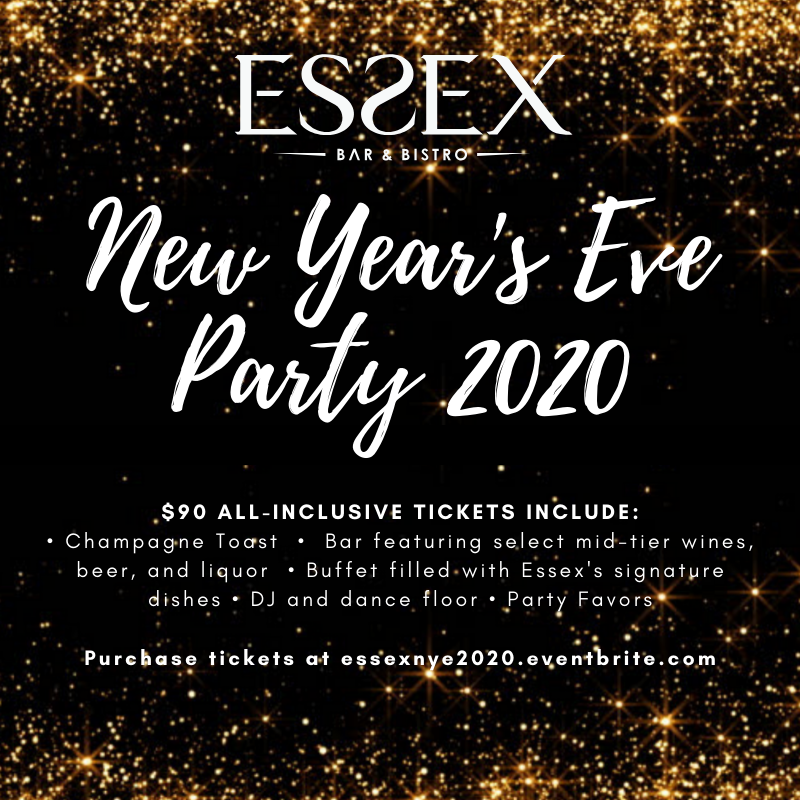 ESSEX
BAR & BISTRO
New Year's Eve
Party 2020
$90 ALL-INCLUSIVE TICKETS INCLUDE:
• Champagne Toast • Bar featuring select mid-tier wines,
beer, and liquor • Buffet filled with Essex's signature
dishes • DJ and dance floor • Party Favors
Purchase tickets at essexnye2020.eventbrite.com